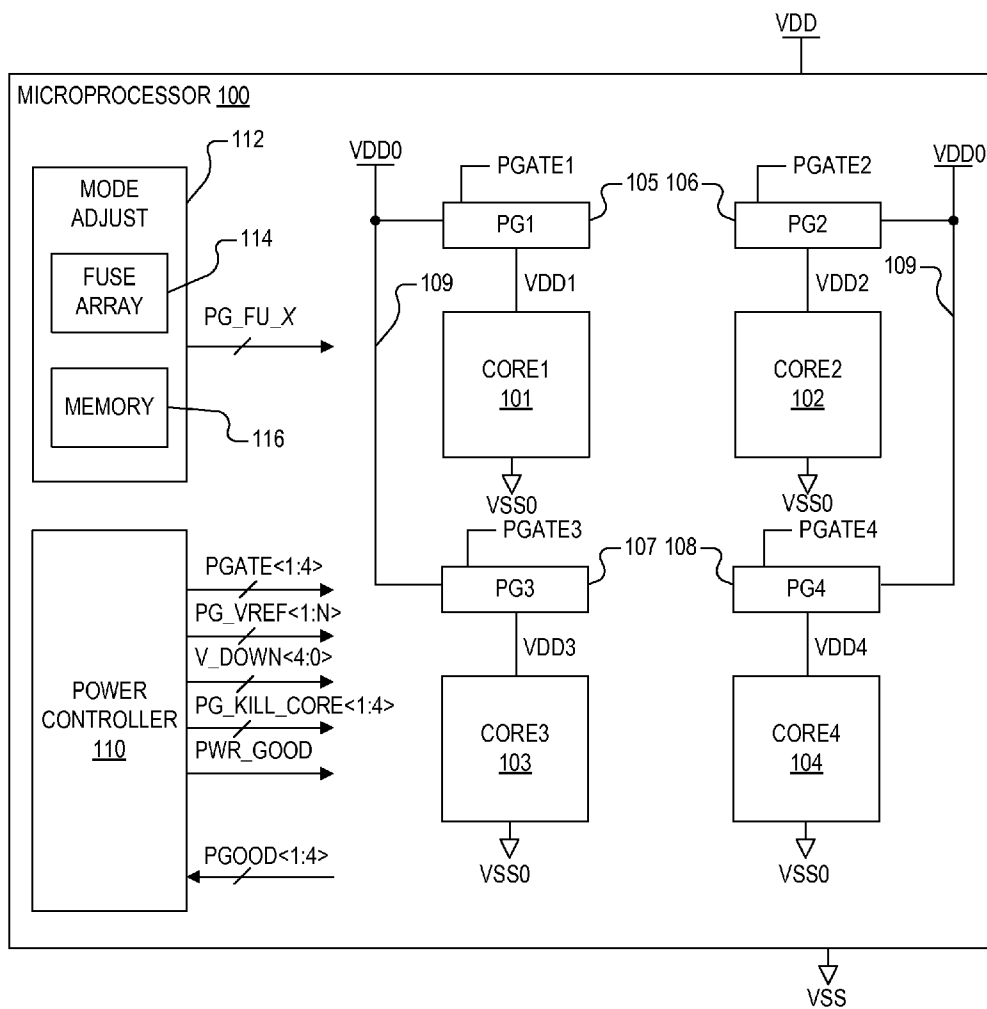 VDD
MICROPROCESSOR 100
112
MODE
ADJUST
114
FUSE
ARRAY
PG_FU_X
MEMORY
116
VDD0
PGATE1
105
PG1
109
VDD1
CORE1
101
VSS0
106
PGATE2
VDD0
PG2
VDD2
109
CORE2
102
VSS0
PGATE3
107
PG3
VDD3
CORE3
103
VSS0
108
PGATE4
PG4
VDD4
CORE4
104
VSS0
POWER
CONTROLLER
110
PGATE<1:4>
PG_VREF<1:N>
V_DOWN<4:0>
PG_KILL_CORE<1:4>
PWR_GOOD
PGOOD<1:4>
VSS